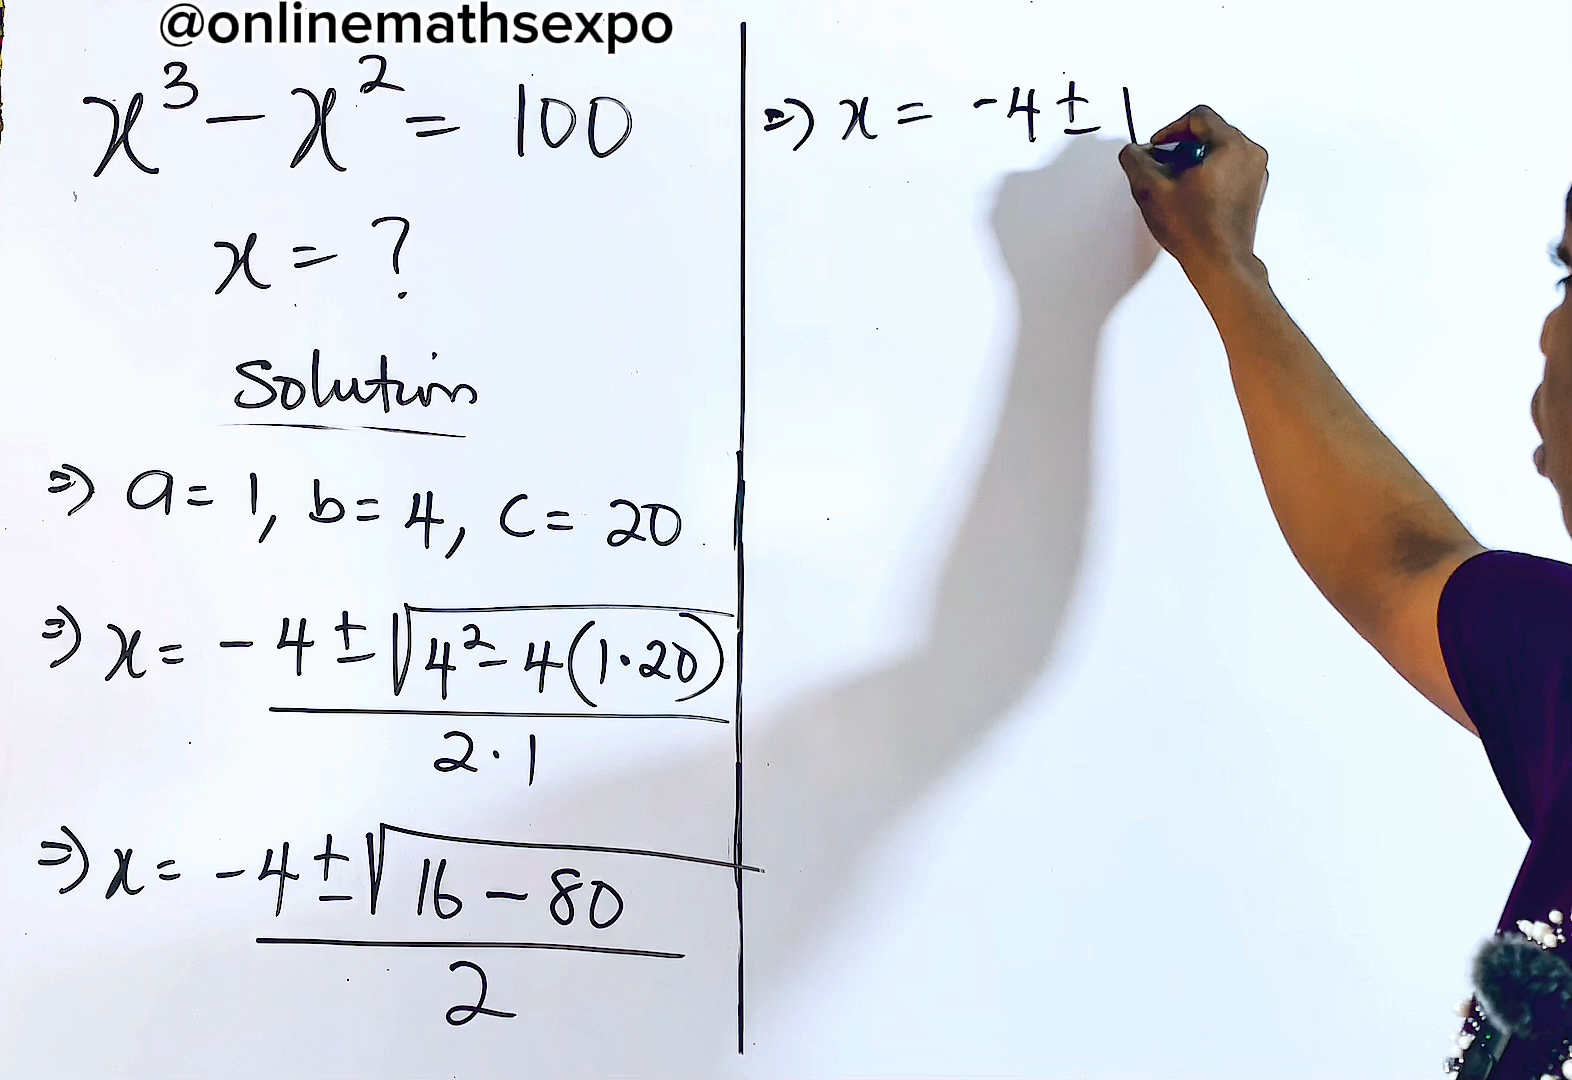 @onlinemathsexpo
x³ - x² = 100
x = ?
Solution
⇒) a = 1, b = 4, c = 20
⇒) x = - 4 ± √4² - 4(1·20)
2·1
⇒) x = - 4 ± √16 - 80
2
⇒) x = -4 ±